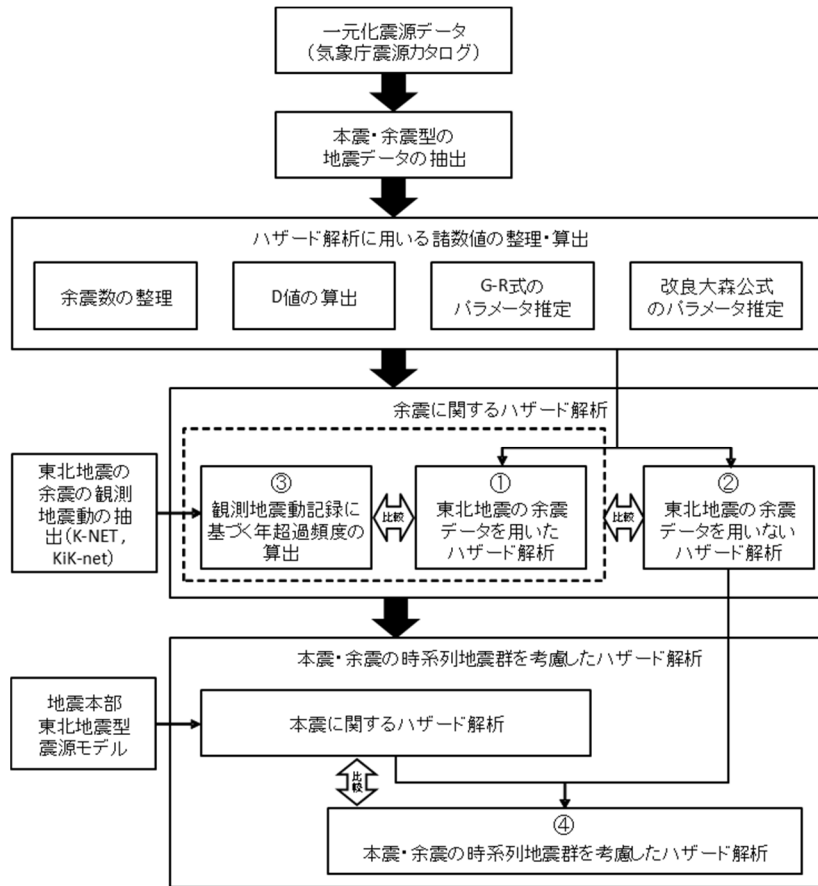 一元化震源データ
(気象庁震源カタログ)
本震・余震型の
地震データの抽出
ハザード解析に用いる諸数値の整理・算出
余震数の整理
D値の算出
G-R式の
パラメータ推定
改良大森公式
のパラメータ推定
余震に関するハザード解析
東北地震の
余震の観測
地震動の抽
出(K-NET,
KiK-net)
③
観測地震動記録に
基づく年超過頻度の
算出
比較
①
東北地震の余震
データを用いた
ハザード解析
比較
②
東北地震の余震
データを用いない
ハザード解析
本震・余震の時系列地震群を考慮したハザード解析
地震本部
東北地震型
震源モデル
本震に関するハザード解析
比較
④
本震・余震の時系列地震群を考慮したハザード解析